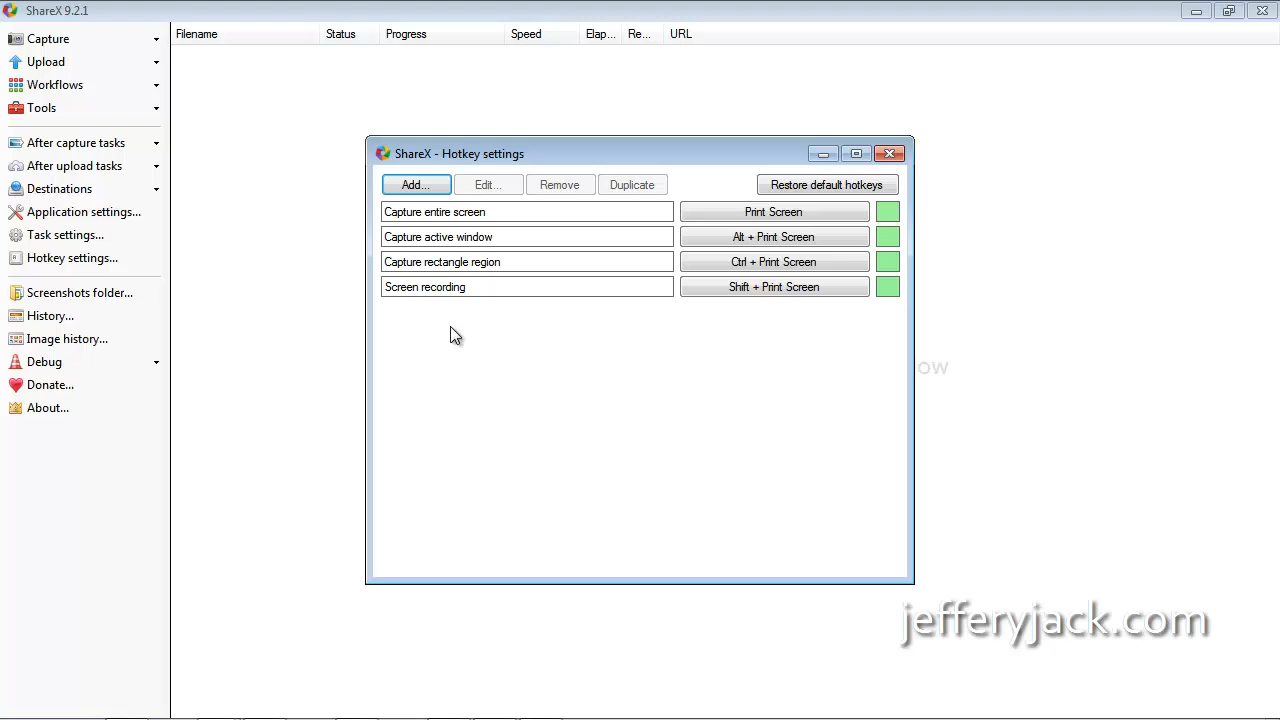 ShareX 9.2.1
Capture
Upload
Workflows
Tools
After capture tasks
After upload tasks
Destinations
Application settings...
Task settings...
Hotkey settings...
Screenshots folder...
History...
Image history...
Debug
Donate...
About...
Filename Status Progress Speed Elap... Re... URL
ShareX - Hotkey settings
Add... Edit... Remove Duplicate Restore default hotkeys
Capture entire screen Print Screen
Capture active window Alt + Print Screen
Capture rectangle region Ctrl + Print Screen
Screen recording Shift + Print Screen
ow
jefferyjack.com